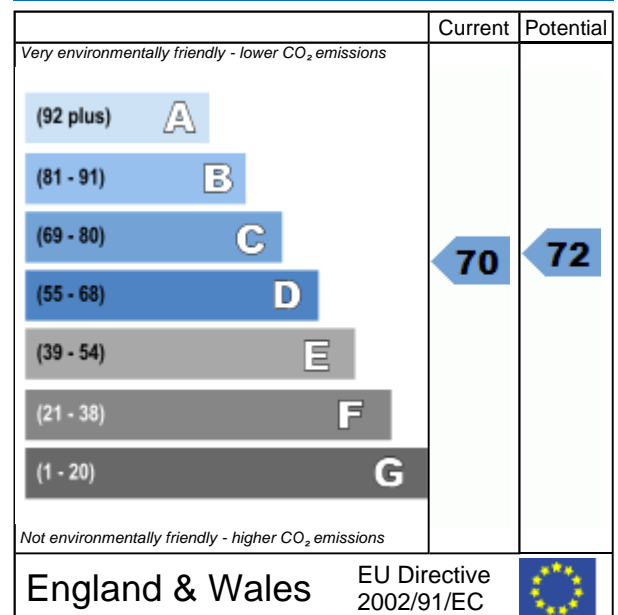 Current Potential
Very environmentally friendly - lower CO₂ emissions
(92 plus) A
(81 - 91) B
(69 - 80) C
70 72
(55 - 68) D
(39 - 54) E
(21 - 38) F
(1 - 20) G
Not environmentally friendly - higher CO₂ emissions
England & Wales
EU Directive
2002/91/EC